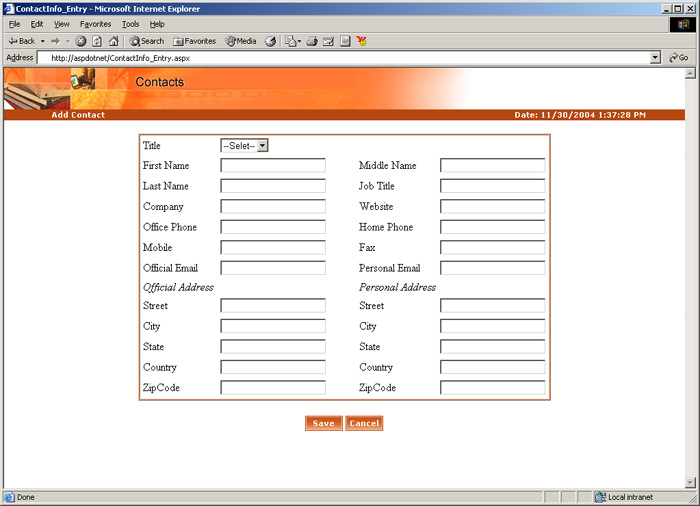 ContactInfo_Entry - Microsoft Internet Explorer
File Edit View Favorites Tools Help
Back Search Favorites Media
Address http://aspdotnet/ContactInfo_Entry.aspx Go
Contacts
Add Contact Date: 11/30/2004 1:37:28 PM
Title --Selet--
First Name Middle Name
Last Name Job Title
Company Website
Office Phone Home Phone
Mobile Fax
Official Email Personal Email
Official Address Personal Address
Street Street
City City
State State
Country Country
ZipCode ZipCode
Save Cancel
Done Local intranet